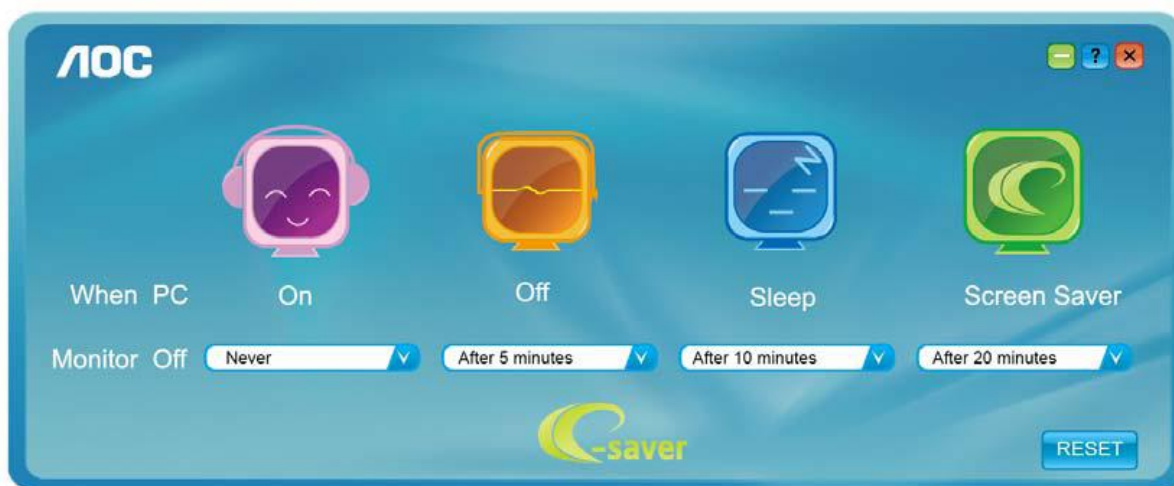 AOC
?
When PC On Off Sleep Screen Saver
Monitor Off Never After 5 minutes After 10 minutes After 20 minutes
e-saver
RESET